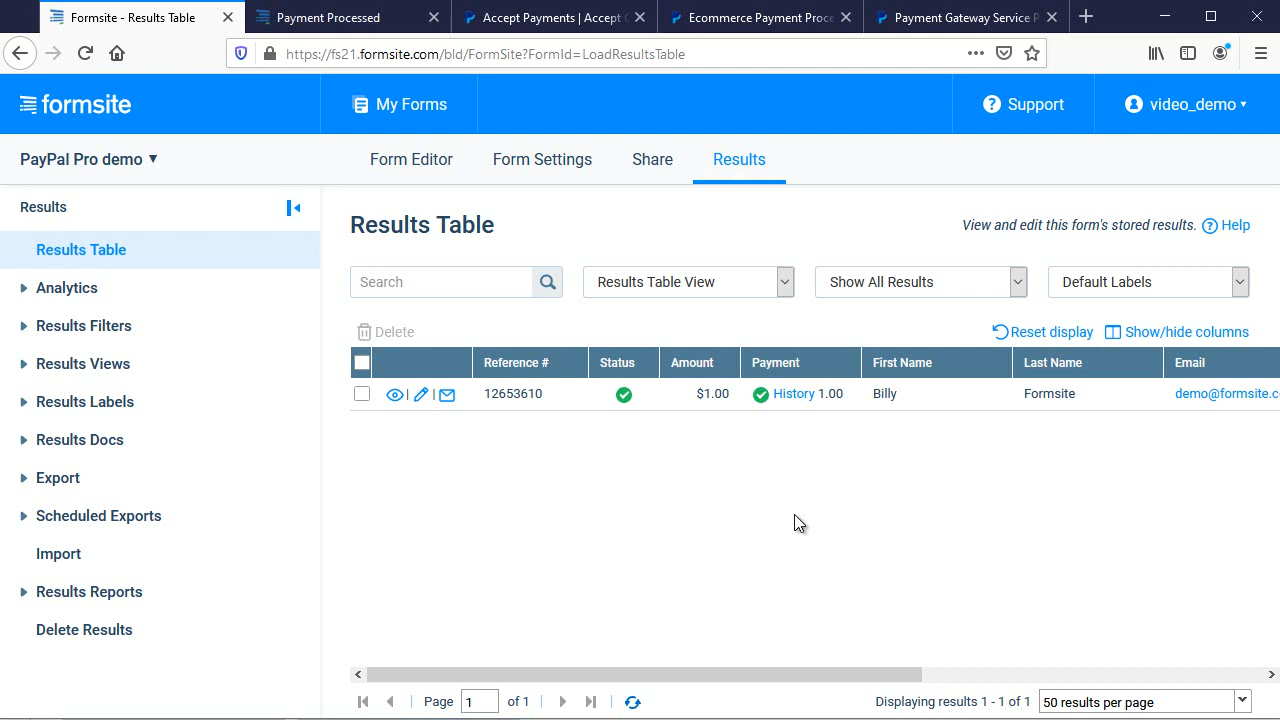 Formsite - Results Table
Payment Processed
Accept Payments | Accept
Ecommerce Payment Proce
Payment Gateway Service P
https://fs21.formsite.com/bld/FormSite?FormId=LoadResultsTable
formsite
My Forms
Support
video_demo
PayPal Pro demo
Form Editor
Form Settings
Share
Results
Results
Results Table
Analytics
Results Filters
Results Views
Results Labels
Results Docs
Export
Scheduled Exports
Import
Results Reports
Delete Results
Results Table
View and edit this form's stored results. ? Help
Search
Results Table View
Show All Results
Default Labels
Delete
Reset display
Show/hide columns
Reference # Status Amount Payment First Name Last Name Email
12653610 $1.00 History 1.00 Billy Formsite demo@formsite.c
Page 1 of 1
Displaying results 1 - 1 of 1 50 results per page